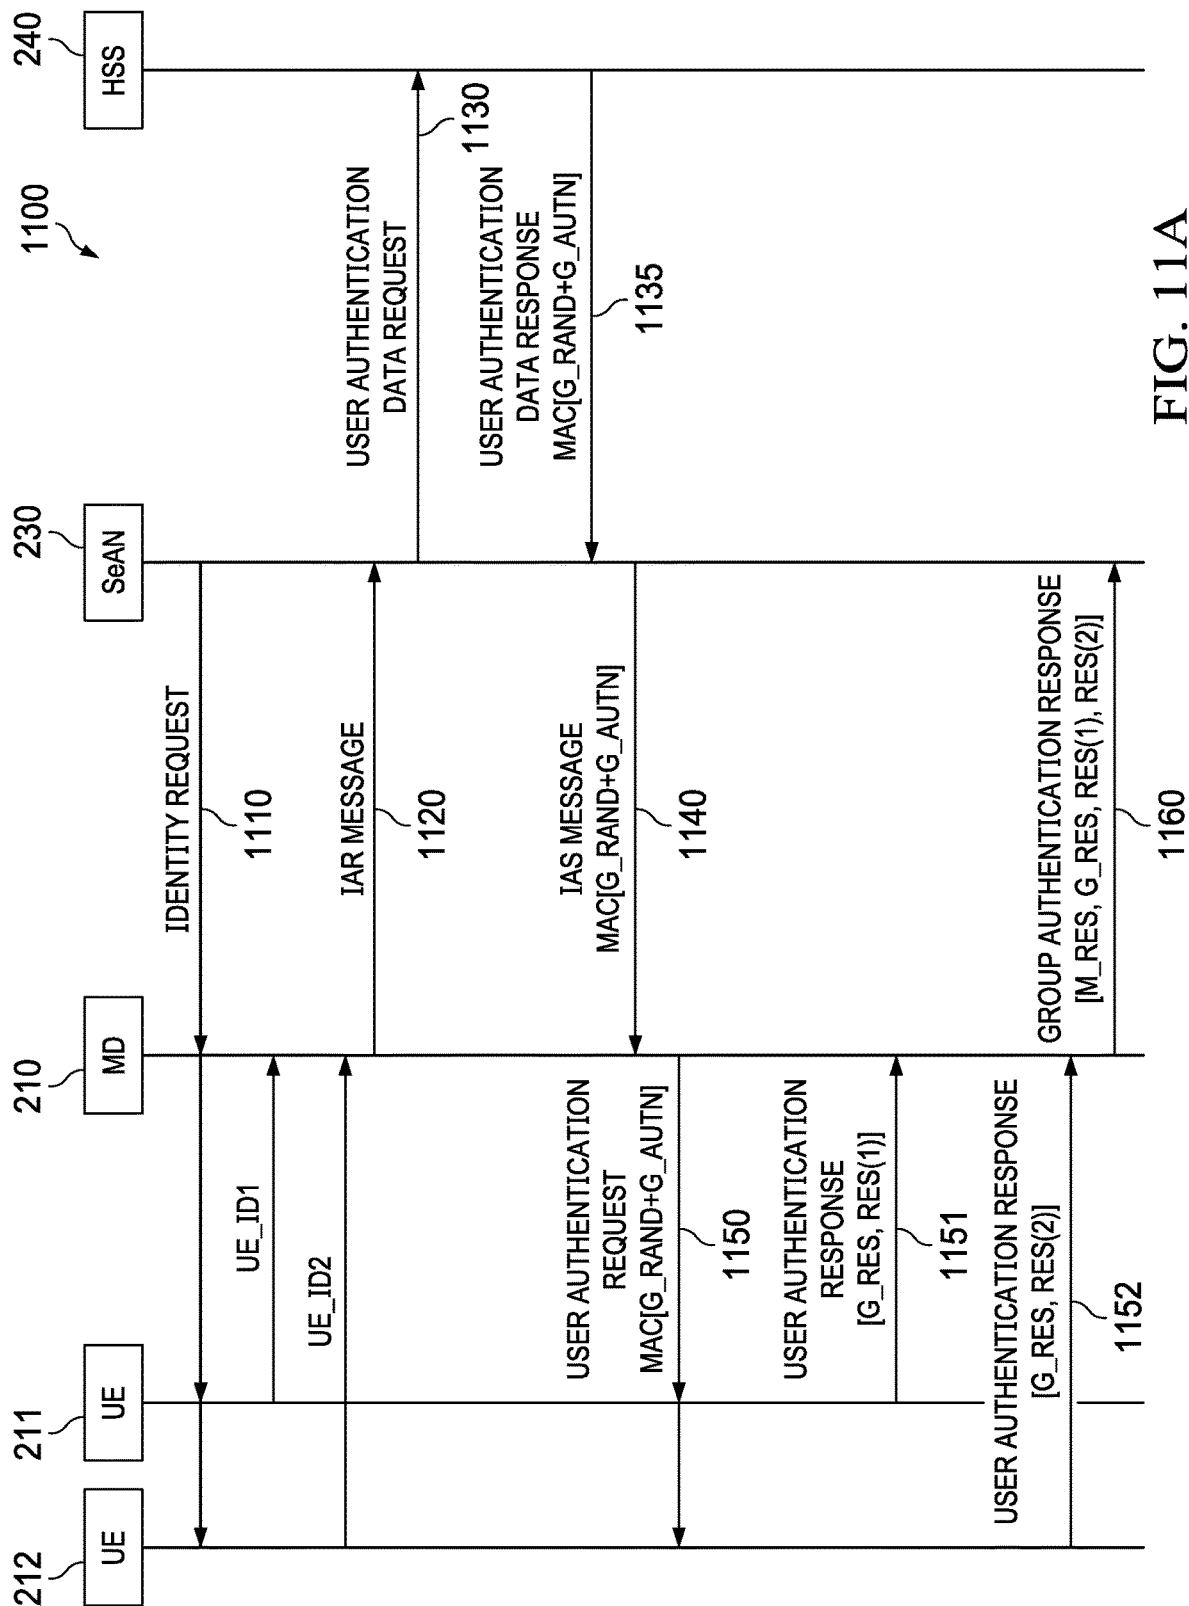 212
UE
211
UE
210
MD
230
SeAN
240
HSS
1100
IDENTITY REQUEST
1110
UE_ID1
UE_ID2
IAR MESSAGE
1120
USER AUTHENTICATION
DATA REQUEST
1130
USER AUTHENTICATION
DATA RESPONSE
MAC[G_RAND+G_AUTN]
1135
IAS MESSAGE
MAC[G_RAND+G_AUTN]
1140
USER AUTHENTICATION
REQUEST
MAC[G_RAND+G_AUTN]
1150
USER AUTHENTICATION
RESPONSE
[G_RES, RES(1)]
1151
USER AUTHENTICATION RESPONSE
[G_RES, RES(2)]
1152
GROUP AUTHENTICATION RESPONSE
[M_RES, G_RES, RES(1), RES(2)]
1160
FIG. 11A